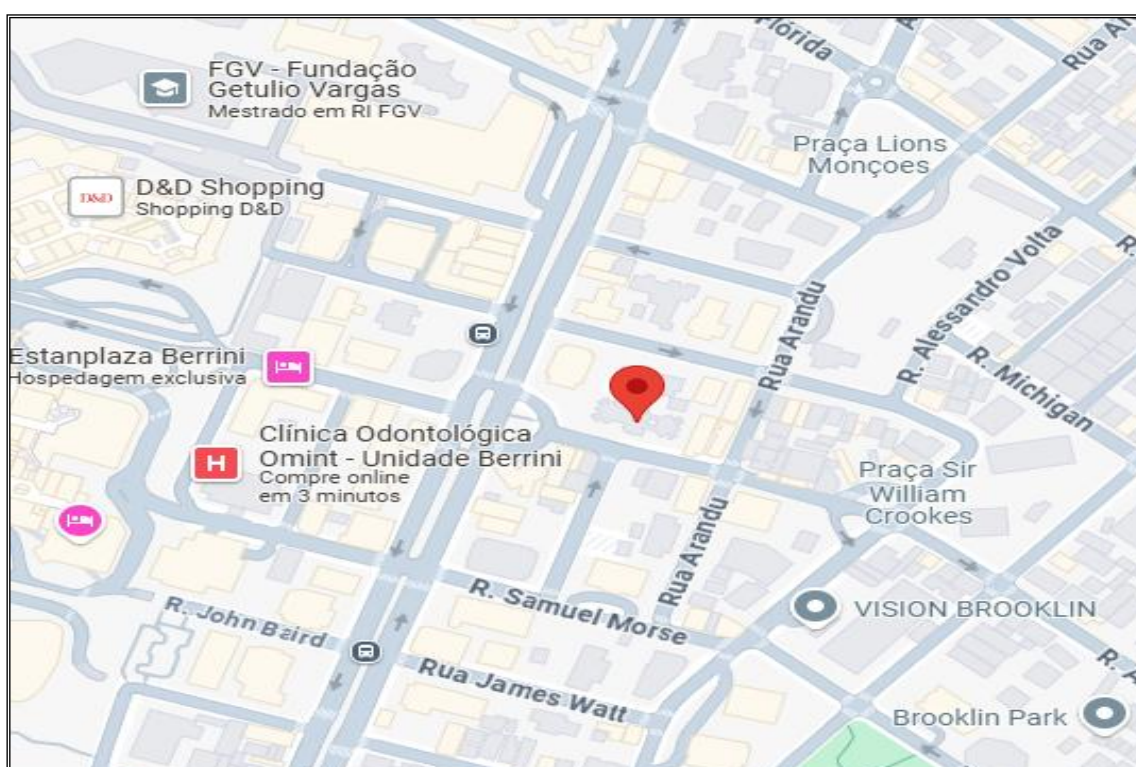 Flórida
Rua Ar
FGV - Fundação
Getulio Vargas
Mestrado em RI FGV
Praça Lions
Monçoes
D&D
D&D Shopping
Shopping D&D
R. Alessandro Volta
R.
Rua Arandu
Estanplaza Berrini
Hospedagem exclusiva
R. Michigan
H
Clínica Odontológica
Omint - Unidade Berrini
Compre online
em 3 minutos
Praça Sir
William
Crookes
Rua Arandu
R. Samuel Morse
VISION BROOKLIN
R. John Baird
Rua James Watt
R. A
Brooklin Park